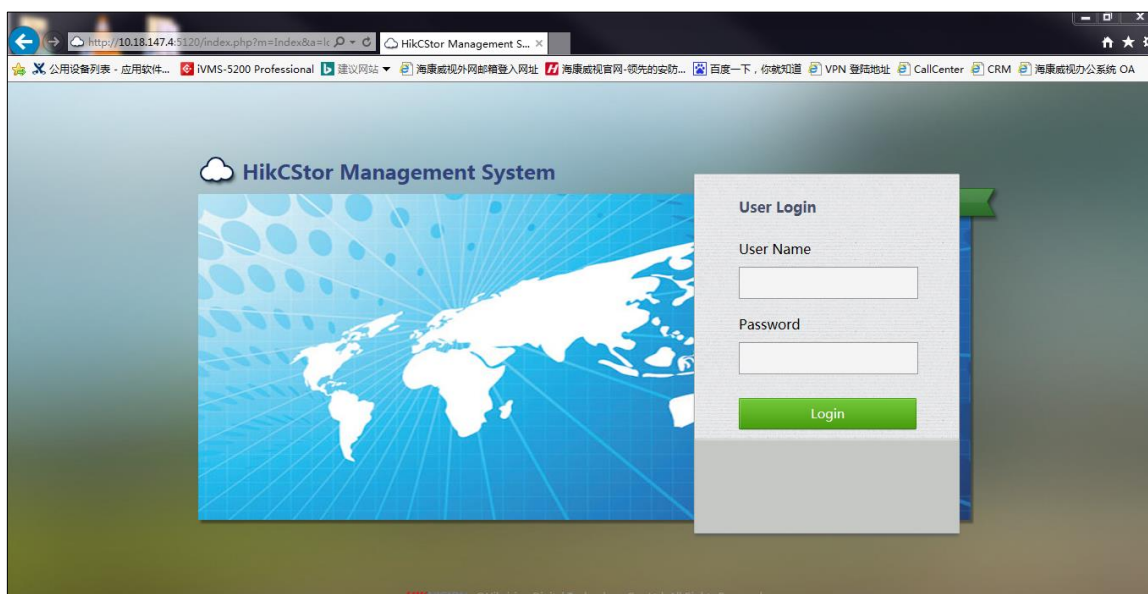 http://10.18.147.4:5120/index.php?m=Index&a=lc
HikCStor Management S...
公用设备列表 - 应用软件...
iVMS-5200 Professional
建议网站
海康威视外网邮箱登入网址
海康威视官网-领先的安防...
百度一下,你就知道
VPN 登陆地址
CallCenter
CRM
海康威视办公系统 OA
HikCStor Management System
User Login
User Name
Password
Login